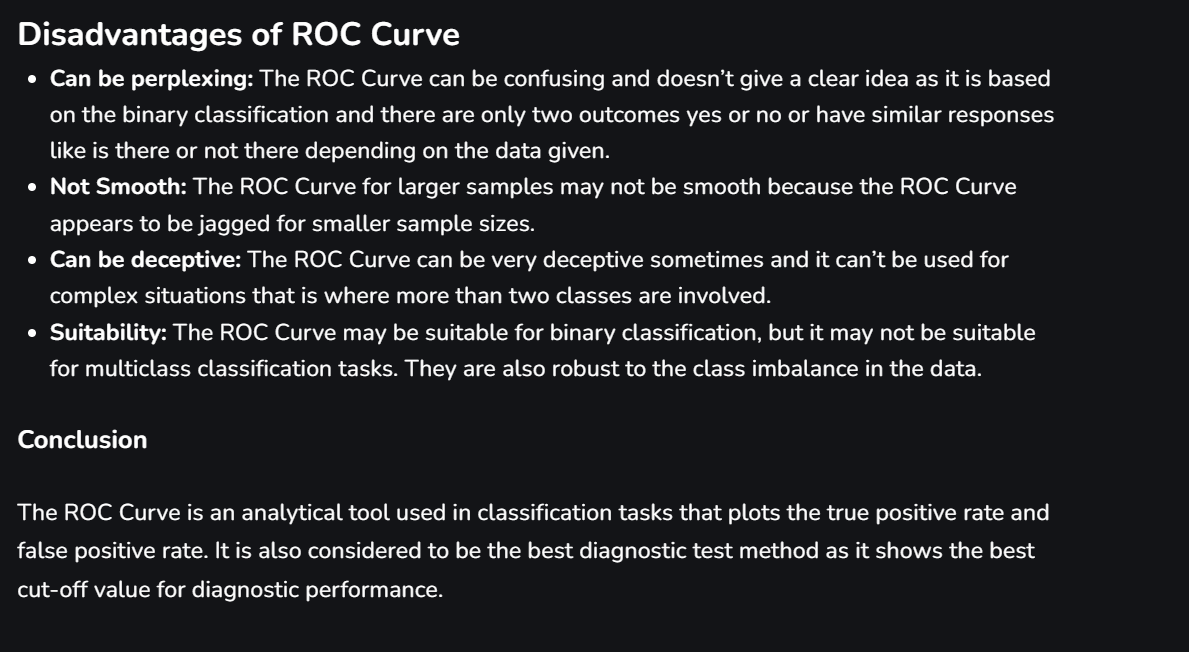 Disadvantages of ROC Curve
• Can be perplexing: The ROC Curve can be confusing and doesn’t give a clear idea as it is based
on the binary classification and there are only two outcomes yes or no or have similar responses
like is there or not there depending on the data given.
• Not Smooth: The ROC Curve for larger samples may not be smooth because the ROC Curve
appears to be jagged for smaller sample sizes.
• Can be deceptive: The ROC Curve can be very deceptive sometimes and it can’t be used for
complex situations that is where more than two classes are involved.
• Suitability: The ROC Curve may be suitable for binary classification, but it may not be suitable
for multiclass classification tasks. They are also robust to the class imbalance in the data.
Conclusion
The ROC Curve is an analytical tool used in classification tasks that plots the true positive rate and
false positive rate. It is also considered to be the best diagnostic test method as it shows the best
cut-off value for diagnostic performance.